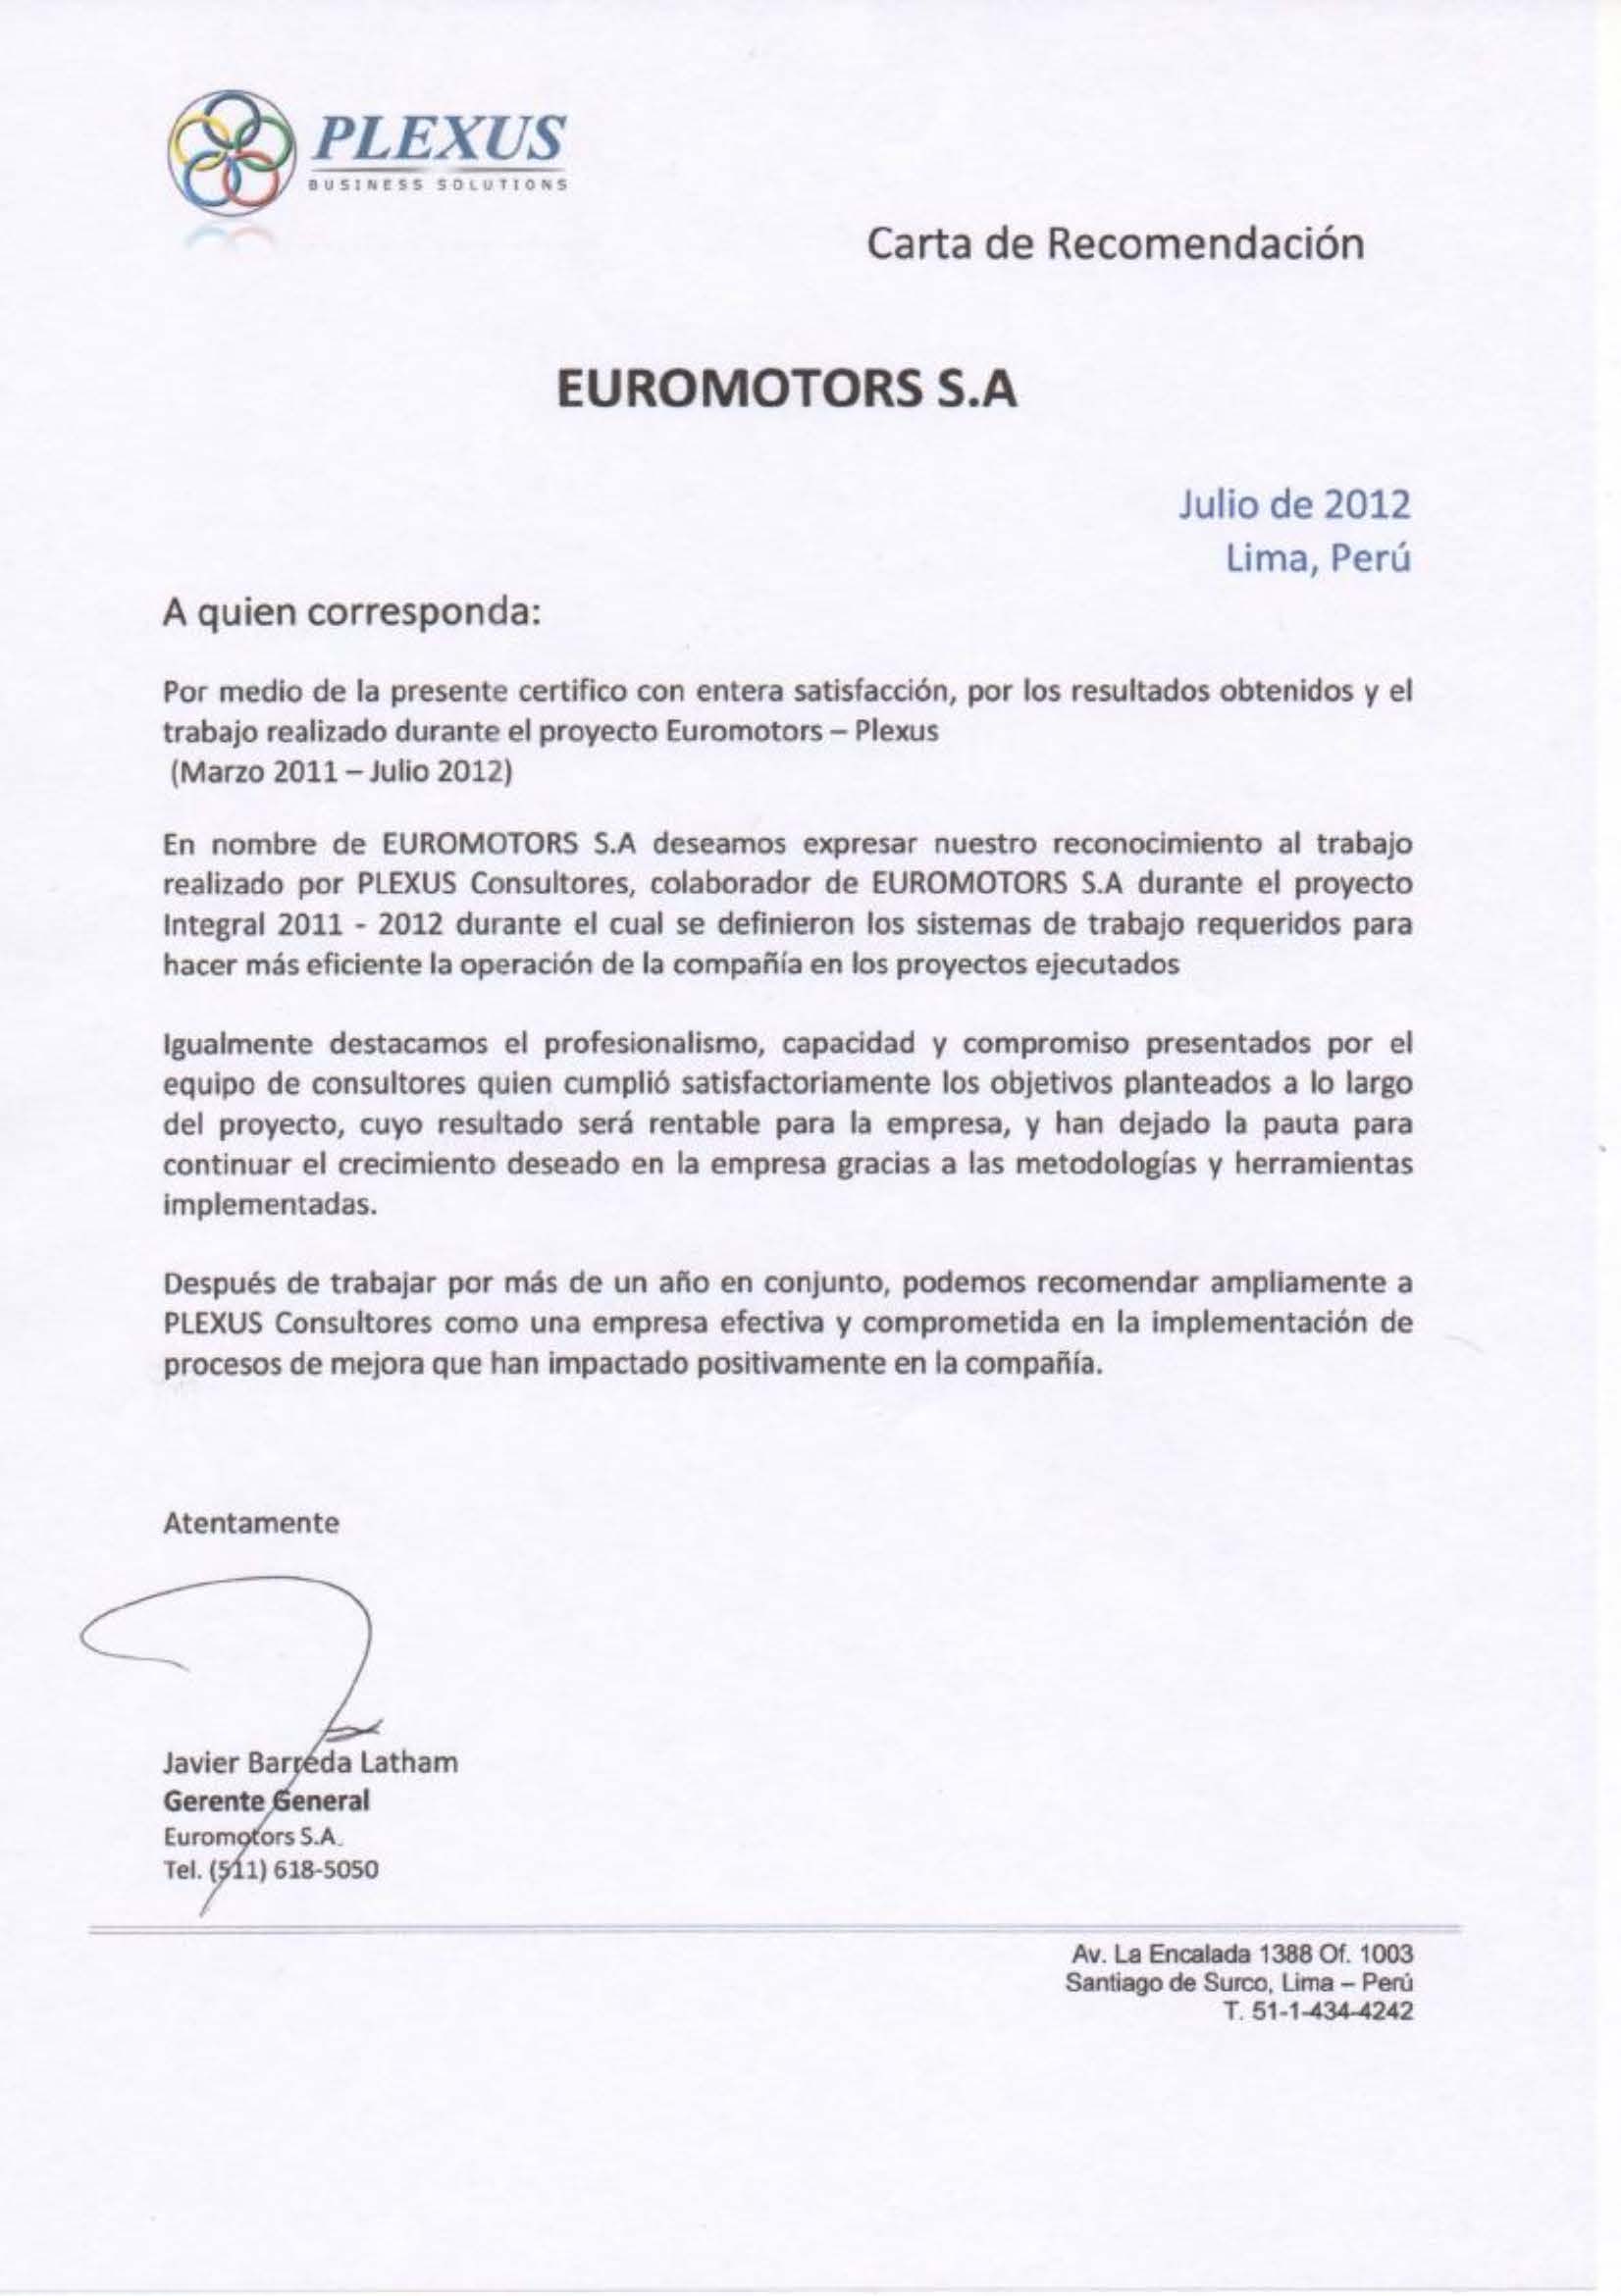 PLEXUS
BUSINESS SOLUTIONS
Carta de Recomendación
EUROMOTORS S.A
Julio de 2012
Lima, Perú
A quien corresponda:
Por medio de la presente certifico con entera satisfacción, por los resultados obtenidos y el
trabajo realizado durante el proyecto Euromotors – Plexus
(Marzo 2011 – Julio 2012)
En nombre de EUROMOTORS S.A deseamos expresar nuestro reconocimiento al trabajo
realizado por PLEXUS Consultores, colaborador de EUROMOTORS S.A durante el proyecto
Integral 2011 - 2012 durante el cual se definieron los sistemas de trabajo requeridos para
hacer más eficiente la operación de la compañía en los proyectos ejecutados
Igualmente destacamos el profesionalismo, capacidad y compromiso presentados por el
equipo de consultores quien cumplió satisfactoriamente los objetivos planteados a lo largo
del proyecto, cuyo resultado será rentable para la empresa, y han dejado la pauta para
continuar el crecimiento deseado en la empresa gracias a las metodologías y herramientas
implementadas.
Después de trabajar por más de un año en conjunto, podemos recomendar ampliamente a
PLEXUS Consultores como una empresa efectiva y comprometida en la implementación de
procesos de mejora que han impactado positivamente en la compañía.
Atentamente
Javier Barreda Latham
Gerente General
Euromotors S.A.
Tel. (511) 618-5050
Av. La Encalada 1388 Of. 1003
Santiago de Surco, Lima – Perú
T. 51-1-434-4242